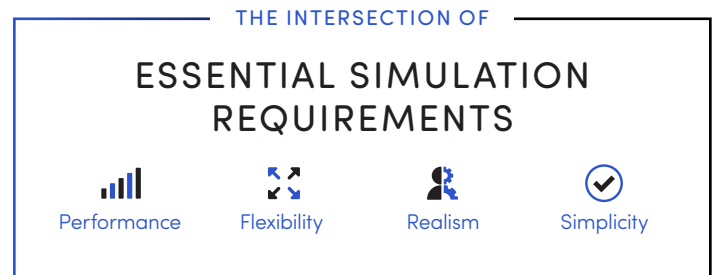 THE INTERSECTION OF
ESSENTIAL SIMULATION
REQUIREMENTS
Performance Flexibility Realism Simplicity